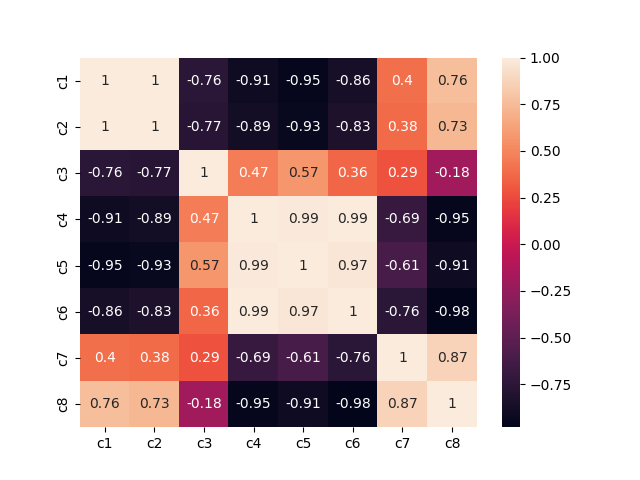 c1 1 1 -0.76 -0.91 -0.95 -0.86 0.4 0.76
c2 1 1 -0.77 -0.89 -0.93 -0.83 0.38 0.73
c3 -0.76 -0.77 1 0.47 0.57 0.36 0.29 -0.18
c4 -0.91 -0.89 0.47 1 0.99 0.99 -0.69 -0.95
c5 -0.95 -0.93 0.57 0.99 1 0.97 -0.61 -0.91
c6 -0.86 -0.83 0.36 0.99 0.97 1 -0.76 -0.98
c7 0.4 0.38 0.29 -0.69 -0.61 -0.76 1 0.87
c8 0.76 0.73 -0.18 -0.95 -0.91 -0.98 0.87 1
c1 c2 c3 c4 c5 c6 c7 c8
1.00
0.75
0.50
0.25
0.00
−0.25
−0.50
−0.75